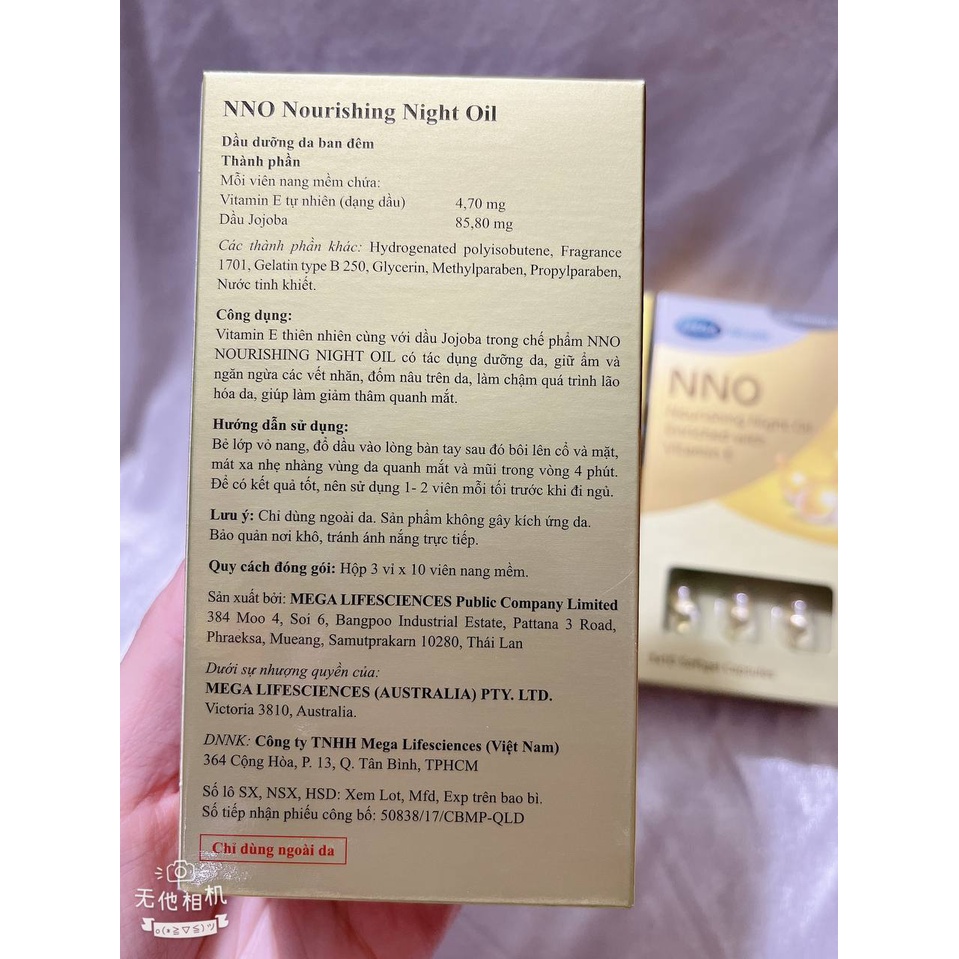 NNO Nourishing Night Oil
Dầu dưỡng da ban đêm
Thành phần
Mỗi viên nang mềm chứa:
Vitamin E tự nhiên (dạng dầu) 4,70 mg
Dầu Jojoba 85,80 mg
Các thành phần khác: Hydrogenated polyisobutene, Fragrance
1701, Gelatin type B 250, Glycerin, Methylparaben, Propylparaben,
Nước tinh khiết.
Công dụng:
Vitamin E thiên nhiên cùng với dầu Jojoba trong chế phẩm NNO
NOURISHING NIGHT OIL có tác dụng dưỡng da, giữ ẩm và
ngăn ngừa các vết nhăn, đốm nâu trên da, làm chậm quá trình lão
hóa da, giúp làm giảm thâm quanh mắt.
Hướng dẫn sử dụng:
Bẻ lớp vỏ nang, đổ dầu vào lòng bàn tay sau đó bôi lên cổ và mặt,
mát xa nhẹ nhàng vùng da quanh mắt và mũi trong vòng 4 phút.
Để có kết quả tốt, nên sử dụng 1- 2 viên mỗi tối trước khi đi ngủ.
Lưu ý: Chỉ dùng ngoài da. Sản phẩm không gây kích ứng da.
Bảo quản nơi khô, tránh ánh nắng trực tiếp.
Quy cách đóng gói: Hộp 3 vỉ x 10 viên nang mềm.
Sản xuất bởi: MEGA LIFESCIENCES Public Company Limited
384 Moo 4, Soi 6, Bangpoo Industrial Estate, Pattana 3 Road,
Phraeksa, Mueang, Samutprakarn 10280, Thái Lan
Dưới sự nhượng quyền của:
MEGA LIFESCIENCES (AUSTRALIA) PTY. LTD.
Victoria 3810, Australia.
DNNK: Công ty TNHH Mega Lifesciences (Việt Nam)
364 Cộng Hòa, P. 13, Q. Tân Bình, TPHCM
Số lô SX, NSX, HSD: Xem Lot, Mfd, Exp trên bao bì.
Số tiếp nhận phiếu công bố: 50838/17/CBMP-QLD
Chỉ dùng ngoài da
NNO
Nourishing Night Oil
Enriched with
Vitamin E
Softgel Capsules
无他相机
o(*≧▽≦)ツ